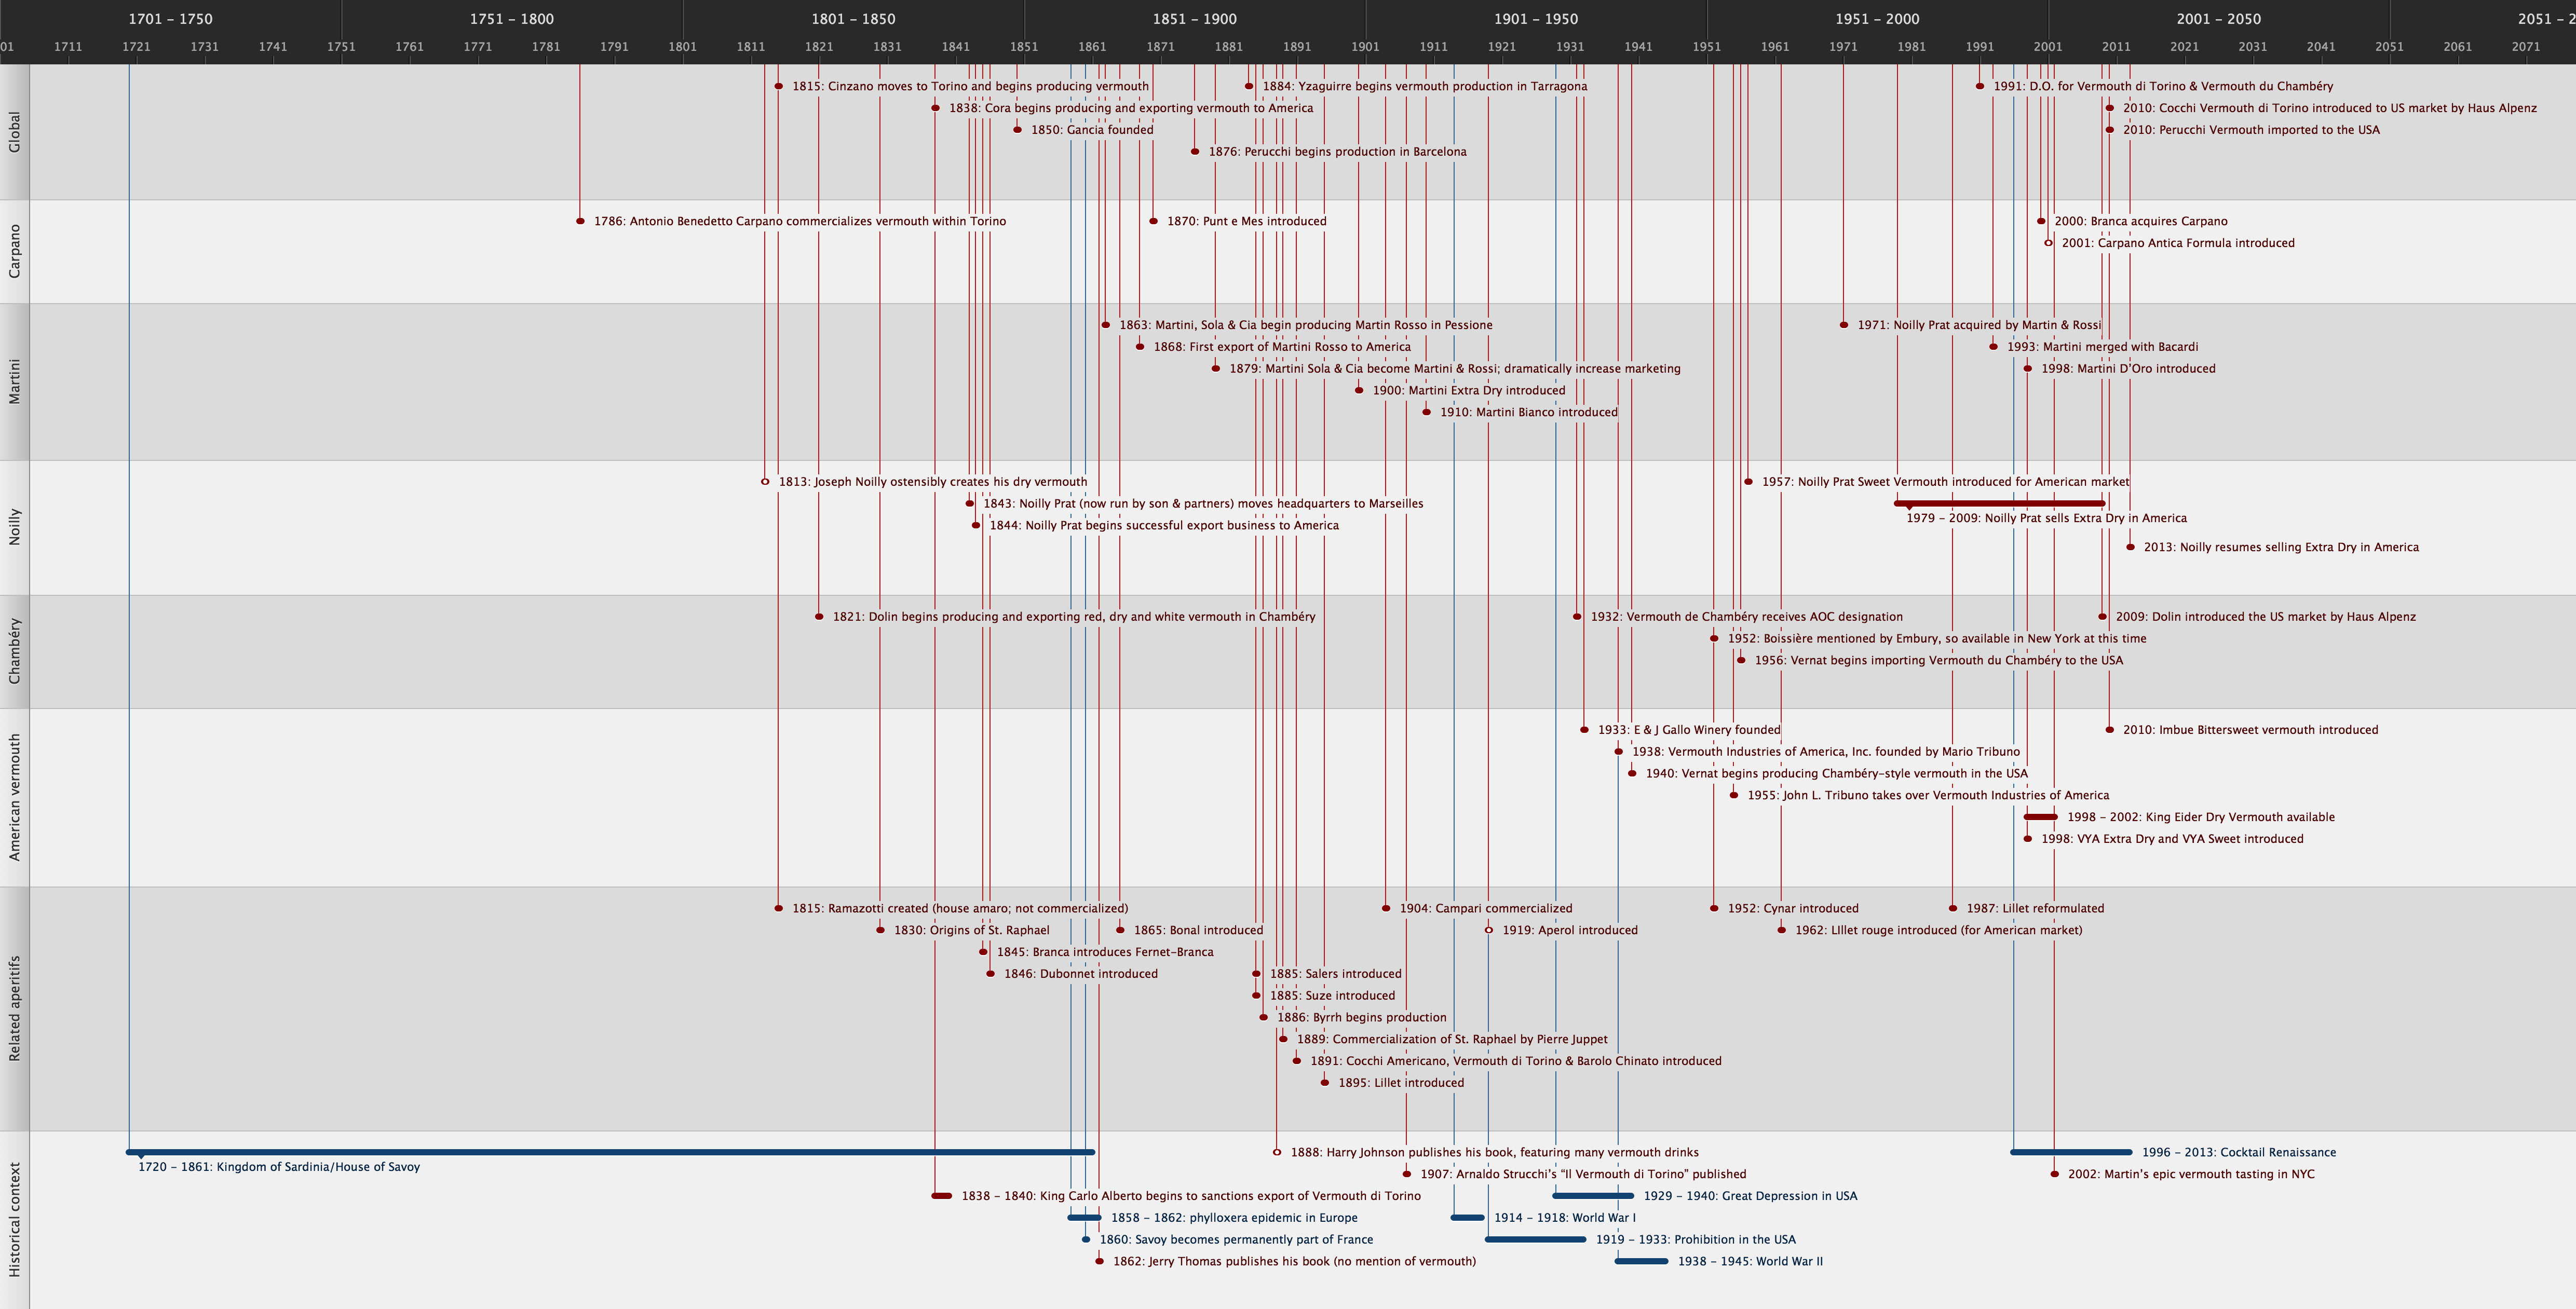 1701 – 1750 1751 – 1800 1801 – 1850 1851 – 1900 1901 – 1950 1951 – 2000 2001 – 2050 2051 – 2
01 1711 1721 1731 1741 1751 1761 1771 1781 1791 1801 1811 1821 1831 1841 1851 1861 1871 1881 1891 1901 1911 1921 1931 1941 1951 1961 1971 1981 1991 2001 2011 2021 2031 2041 2051 2061 2071
Global
1815: Cinzano moves to Torino and begins producing vermouth
1884: Yzaguirre begins vermouth production in Tarragona
1991: D.O. for Vermouth di Torino & Vermouth du Chambéry
1838: Cora begins producing and exporting vermouth to America
2010: Cocchi Vermouth di Torino introduced to US market by Haus Alpenz
1850: Gancia founded
2010: Perucchi Vermouth imported to the USA
1876: Perucchi begins production in Barcelona
Carpano
1786: Antonio Benedetto Carpano commercializes vermouth within Torino
1870: Punt e Mes introduced
2000: Branca acquires Carpano
2001: Carpano Antica Formula introduced
Martini
1863: Martini, Sola & Cia begin producing Martin Rosso in Pessione
1971: Noilly Prat acquired by Martin & Rossi
1868: First export of Martini Rosso to America
1993: Martini merged with Bacardi
1879: Martini Sola & Cia become Martini & Rossi; dramatically increase marketing
1998: Martini D'Oro introduced
1900: Martini Extra Dry introduced
1910: Martini Bianco introduced
Noilly
1813: Joseph Noilly ostensibly creates his dry vermouth
1957: Noilly Prat Sweet Vermouth introduced for American market
1843: Noilly Prat (now run by son & partners) moves headquarters to Marseilles
1979 – 2009: Noilly Prat sells Extra Dry in America
1844: Noilly Prat begins successful export business to America
2013: Noilly resumes selling Extra Dry in America
Chambéry
1821: Dolin begins producing and exporting red, dry and white vermouth in Chambéry
1932: Vermouth de Chambéry receives AOC designation
2009: Dolin introduced the US market by Haus Alpenz
1952: Boissière mentioned by Embury, so available in New York at this time
1956: Vernat begins importing Vermouth du Chambéry to the USA
American vermouth
1933: E & J Gallo Winery founded
2010: Imbue Bittersweet vermouth introduced
1938: Vermouth Industries of America, Inc. founded by Mario Tribuno
1940: Vernat begins producing Chambéry-style vermouth in the USA
1955: John L. Tribuno takes over Vermouth Industries of America
1998 – 2002: King Eider Dry Vermouth available
1998: VYA Extra Dry and VYA Sweet introduced
Related aperitifs
1815: Ramazotti created (house amaro; not commercialized)
1904: Campari commercialized
1952: Cynar introduced
1987: Lillet reformulated
1830: Origins of St. Raphael
1865: Bonal introduced
1919: Aperol introduced
1962: LIllet rouge introduced (for American market)
1845: Branca introduces Fernet-Branca
1846: Dubonnet introduced
1885: Salers introduced
1885: Suze introduced
1886: Byrrh begins production
1889: Commercialization of St. Raphael by Pierre Juppet
1891: Cocchi Americano, Vermouth di Torino & Barolo Chinato introduced
1895: Lillet introduced
Historical context
1720 – 1861: Kingdom of Sardinia/House of Savoy
1888: Harry Johnson publishes his book, featuring many vermouth drinks
1996 – 2013: Cocktail Renaissance
1907: Arnaldo Strucchi's “Il Vermouth di Torino” published
2002: Martin's epic vermouth tasting in NYC
1838 – 1840: King Carlo Alberto begins to sanctions export of Vermouth di Torino
1929 – 1940: Great Depression in USA
1858 – 1862: phylloxera epidemic in Europe
1914 – 1918: World War I
1860: Savoy becomes permanently part of France
1919 – 1933: Prohibition in the USA
1862: Jerry Thomas publishes his book (no mention of vermouth)
1938 – 1945: World War II